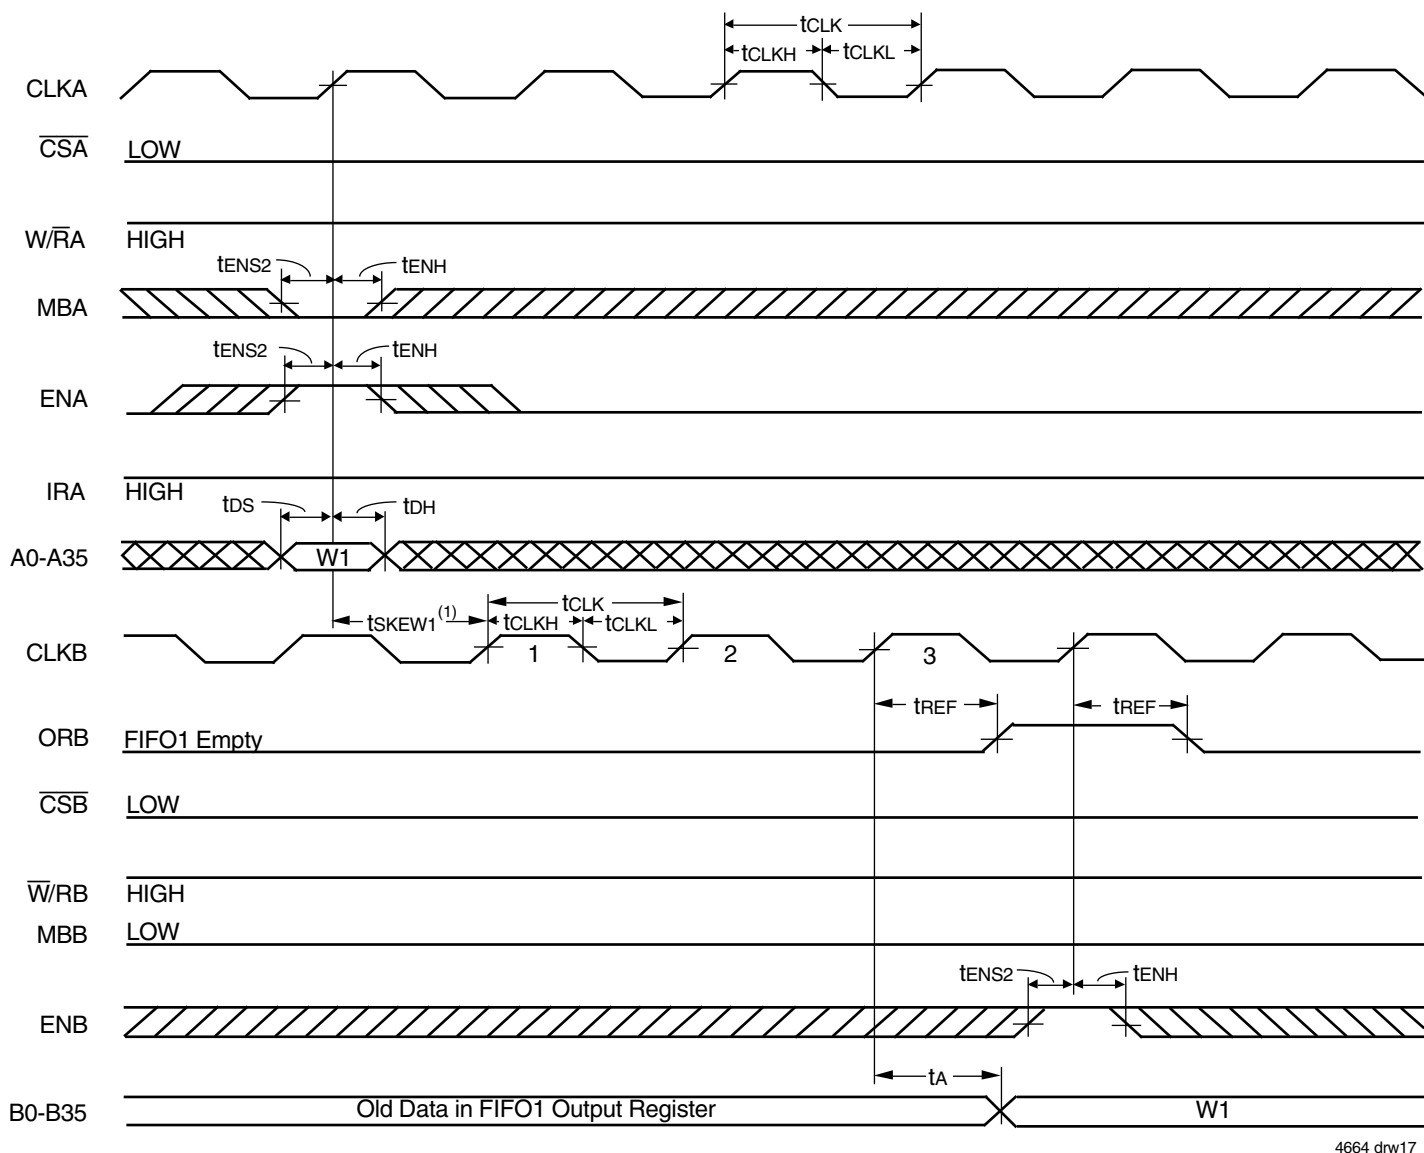 tCLK
tCLKH tCLKL
CLKA
CSA LOW
W/RA HIGH
tENS2 tENH
MBA
tENS2 tENH
ENA
IRA HIGH
tDS tDH
A0-A35 W1
tSKEW1(1) tCLK
tCLKH tCLKL
CLKB 1 2 3
tREF tREF
ORB FIFO1 Empty
CSB LOW
W/RB HIGH
MBB LOW
tENS2 tENH
ENB
tA
B0-B35 Old Data in FIFO1 Output Register W1
4664 drw17